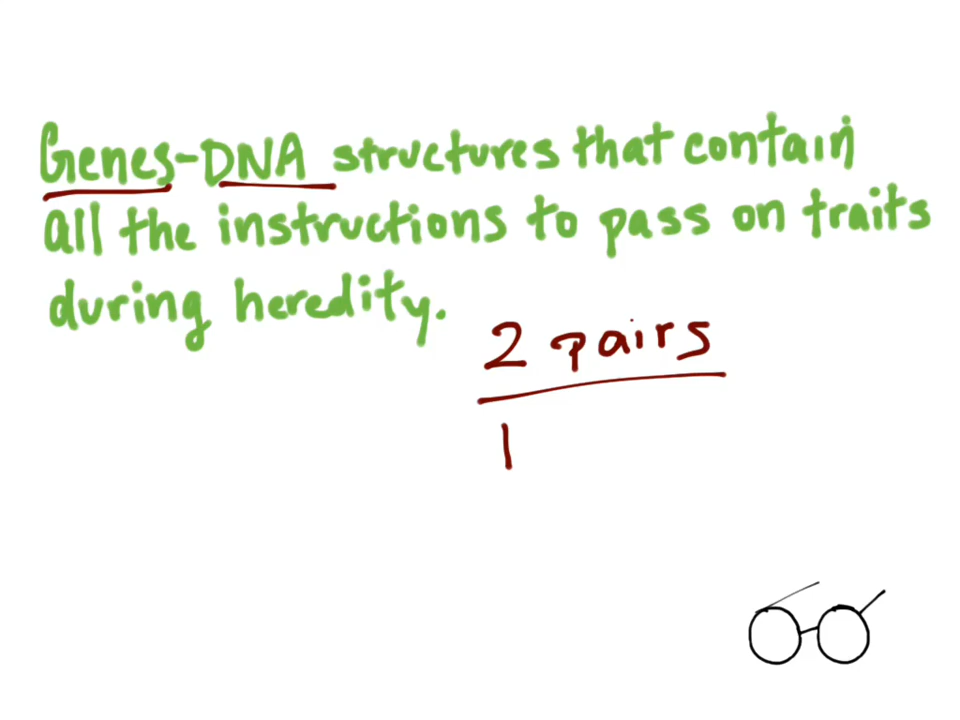 Genes-DNA structures that contain
all the instructions to pass on traits
during heredity.
2 pairs
1